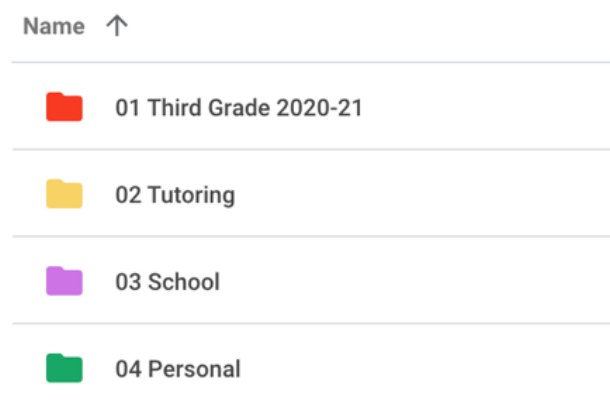 Name
01 Third Grade 2020-21
02 Tutoring
03 School
04 Personal